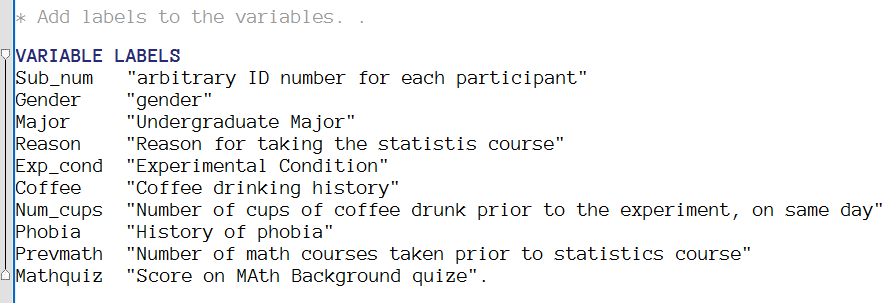 * Add labels to the variables. .
VARIABLE LABELS
Sub_num "arbitrary ID number for each participant"
Gender "gender"
Major "Undergraduate Major"
Reason "Reason for taking the statistis course"
Exp_cond "Experimental Condition"
Coffee "Coffee drinking history"
Num_cups "Number of cups of coffee drunk prior to the experiment, on same day"
Phobia "History of phobia"
Prevmath "Number of math courses taken prior to statistics course"
Mathquiz "Score on MAth Background quize".